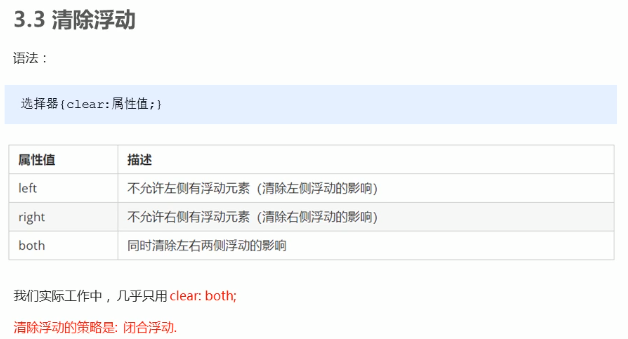 3.3 清除浮动
语法：
选择器{clear:属性值;}
属性值 描述
left 不允许左侧有浮动元素（清除左侧浮动的影响）
right 不允许右侧有浮动元素（清除右侧浮动的影响）
both 同时清除左右两侧浮动的影响
我们实际工作中，几乎只用 clear: both;
清除浮动的策略是: 闭合浮动.